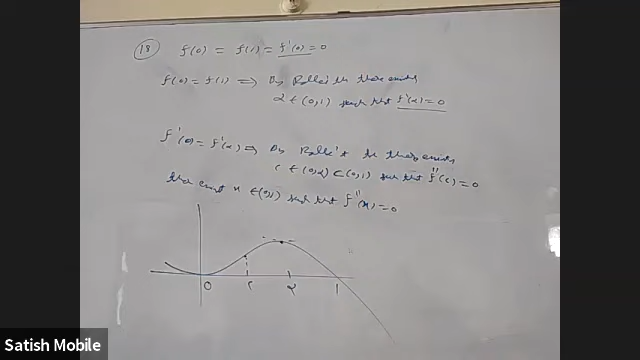 (18) f(0) = f(1) = f'(0) = 0
f(0) = f(1) ⟹ By Rolle's th there exists
α ∈ (0,1) such that f'(α) = 0
f'(0) = f'(α) ⟹ By Rolle's th there exists
c ∈ (0,α) ⊂ (0,1) such that f''(c) = 0
there exist x ∈ (0,1) such that f''(x) = 0
0 c α 1
Satish Mobile